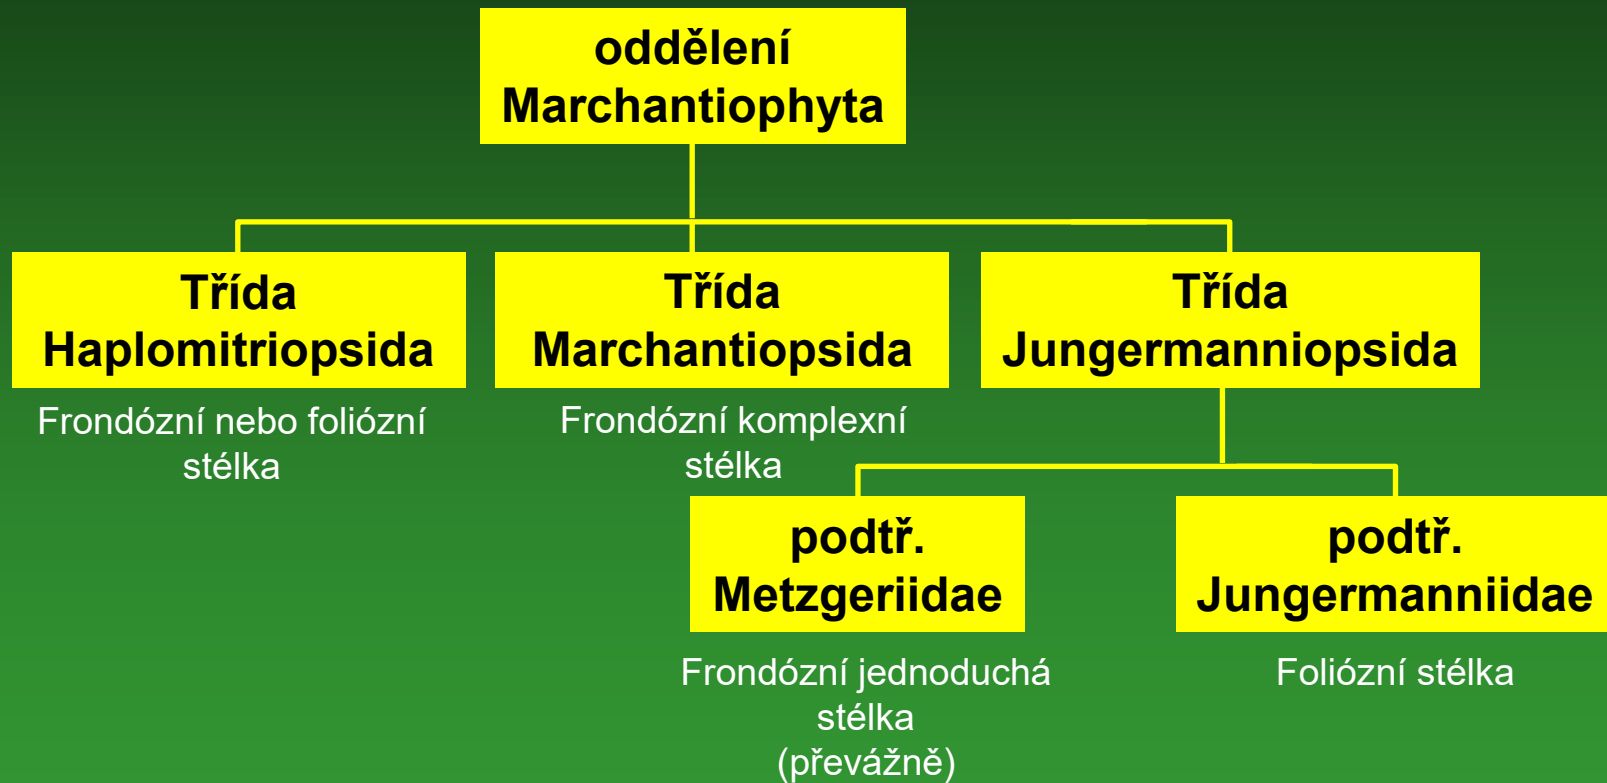 oddělení
Marchantiophyta
Třída
Haplomitriopsida
Třída
Marchantiopsida
Třída
Jungermanniopsida
Frondózní nebo foliózní
stélka
Frondózní komplexní
stélka
podtř.
Metzgeriidae
podtř.
Jungermanniidae
Frondózní jednoduchá
stélka
(převážně)
Foliózní stélka